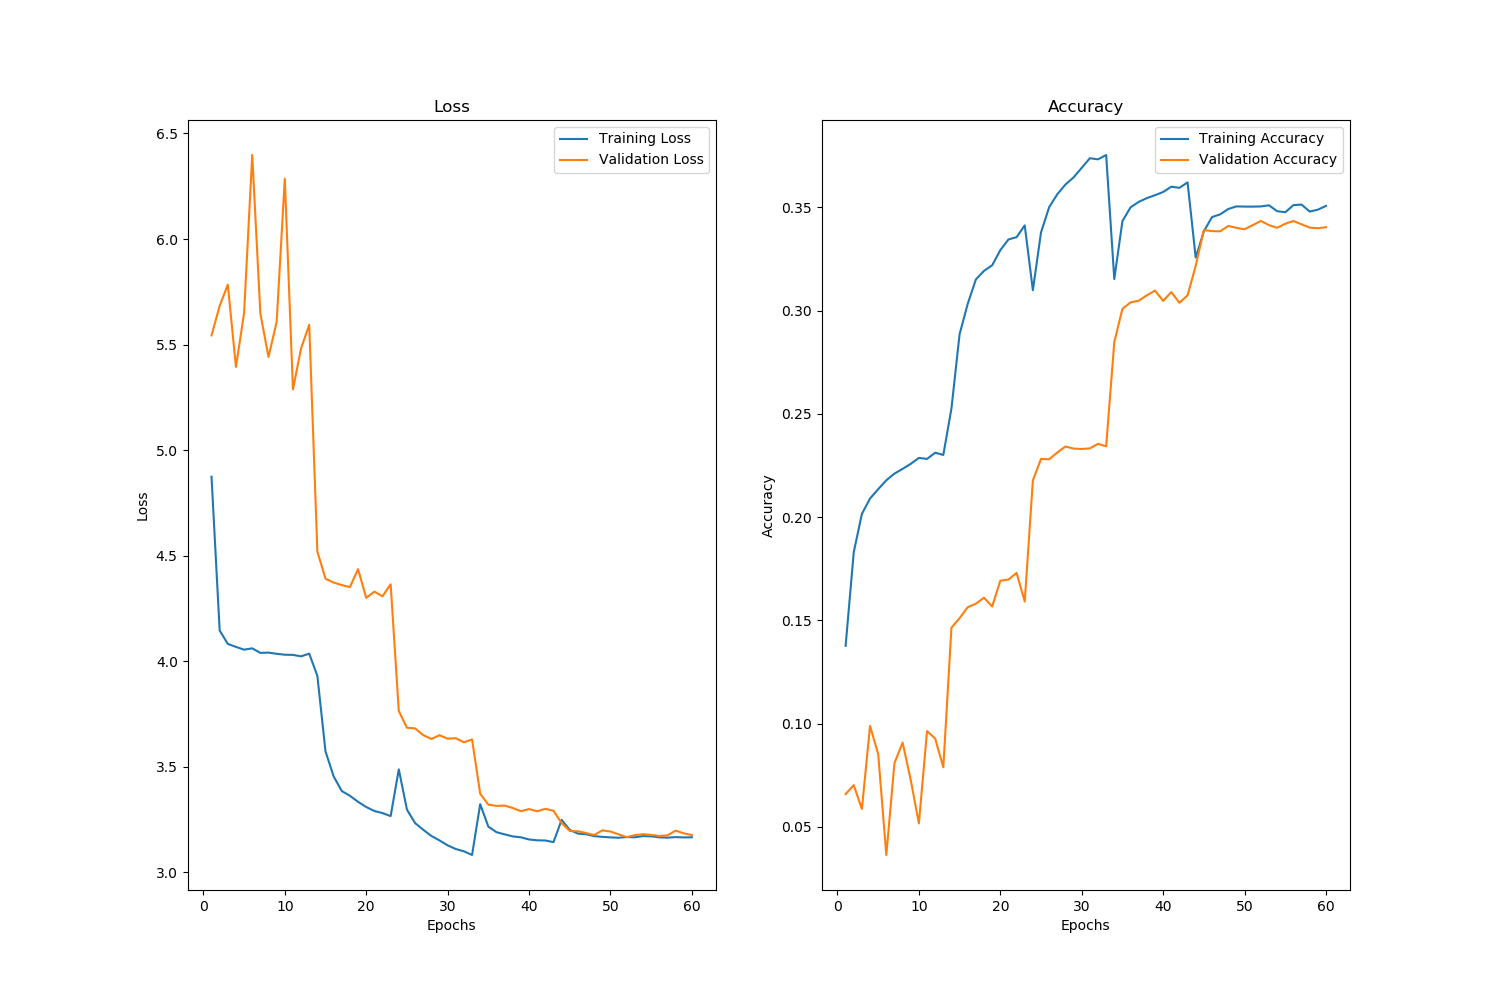 Loss
Training Loss
Validation Loss
6.5
6.0
5.5
5.0
4.5
4.0
3.5
3.0
Loss
0 10 20 30 40 50 60
Epochs
Accuracy
Training Accuracy
Validation Accuracy
0.35
0.30
0.25
0.20
0.15
0.10
0.05
Accuracy
0 10 20 30 40 50 60
Epochs